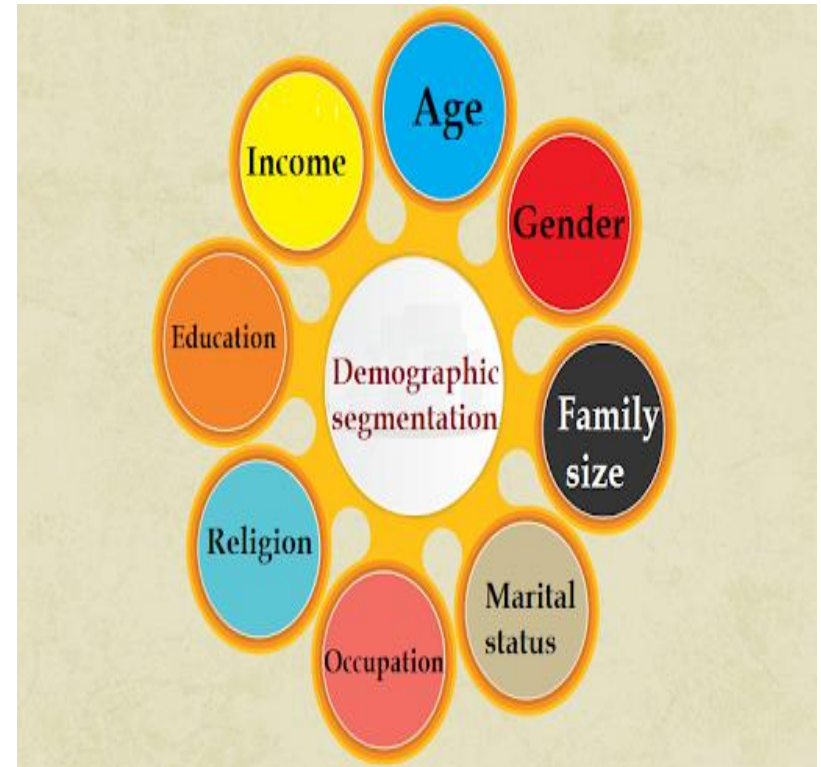 Demographic
segmentation
Age
Gender
Family
size
Marital
status
Occupation
Religion
Education
Income